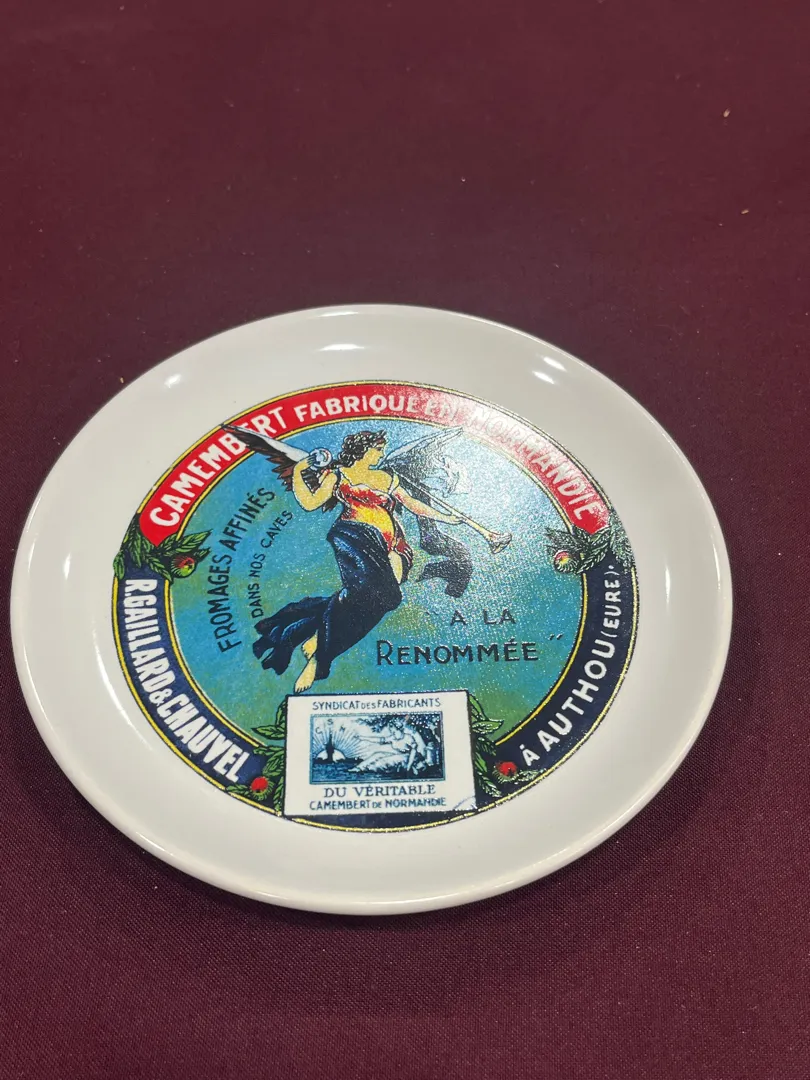 CAMEMBERT FABRIQUÉ EN NORMANDIE
FROMAGES AFFINÉS
DANS NOS CAVES
A LA
RENOMMÉE"
R.GAILLARD & CHAUVEL
À AUTHOU (EURE).
SYNDICAT DES FABRICANTS
DU VÉRITABLE
CAMEMBERT DE NORMANDIE